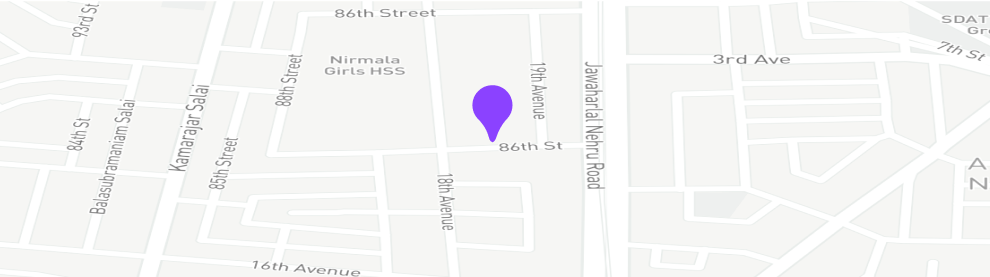 93rd St
86th Street
SDAT
Gr
7th St
Nirmala
Girls HSS
3rd Ave
88th Street
19th Avenue
Jawaharlal Nehru Road
84th St
Balasubramaniam Salai
Kamarajar Salai
85th Street
86th St
A
N
18th Avenue
16th Avenue